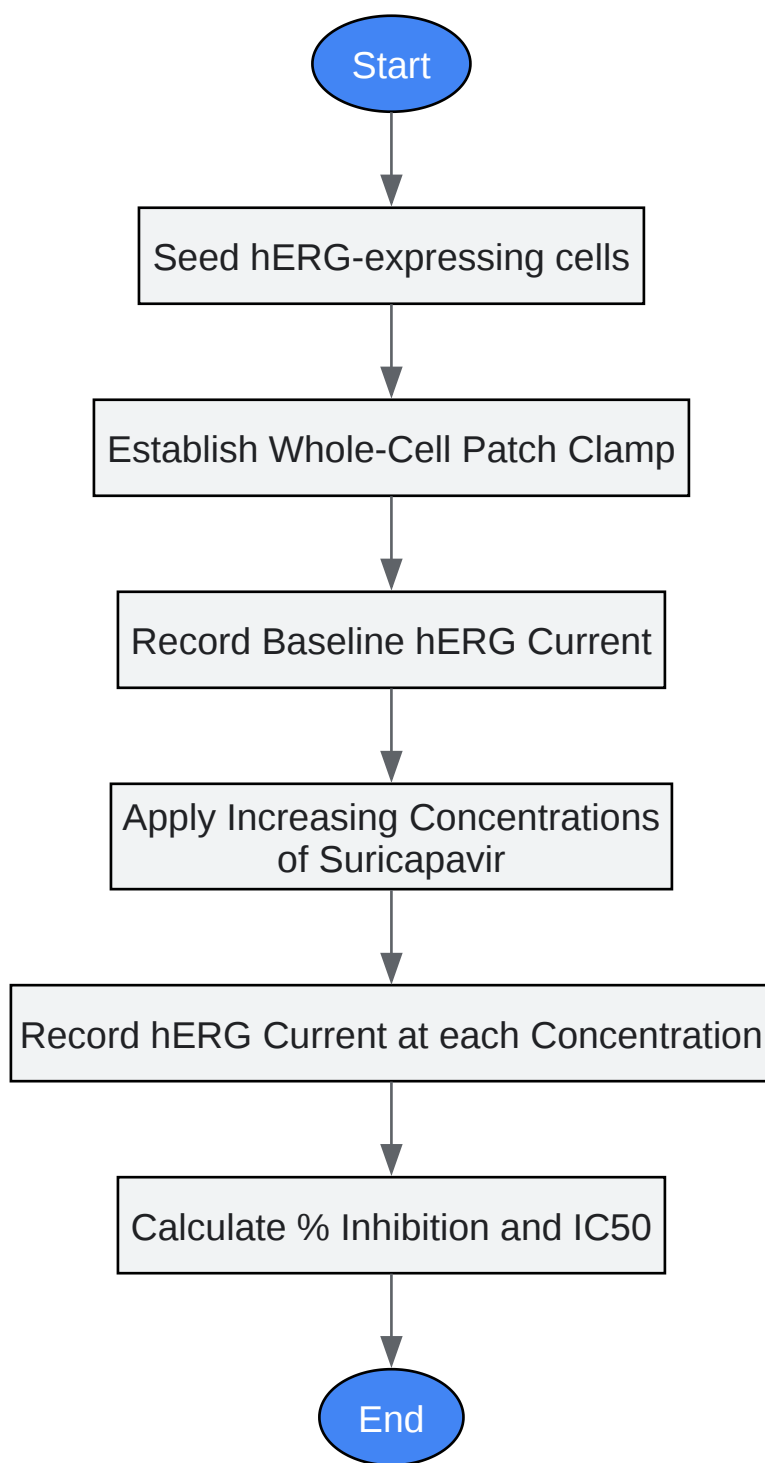 Start
Seed hERG-expressing cells
Establish Whole-Cell Patch Clamp
Record Baseline hERG Current
Apply Increasing Concentrations
of Suricapavir
Record hERG Current at each Concentration
Calculate % Inhibition and IC50
End